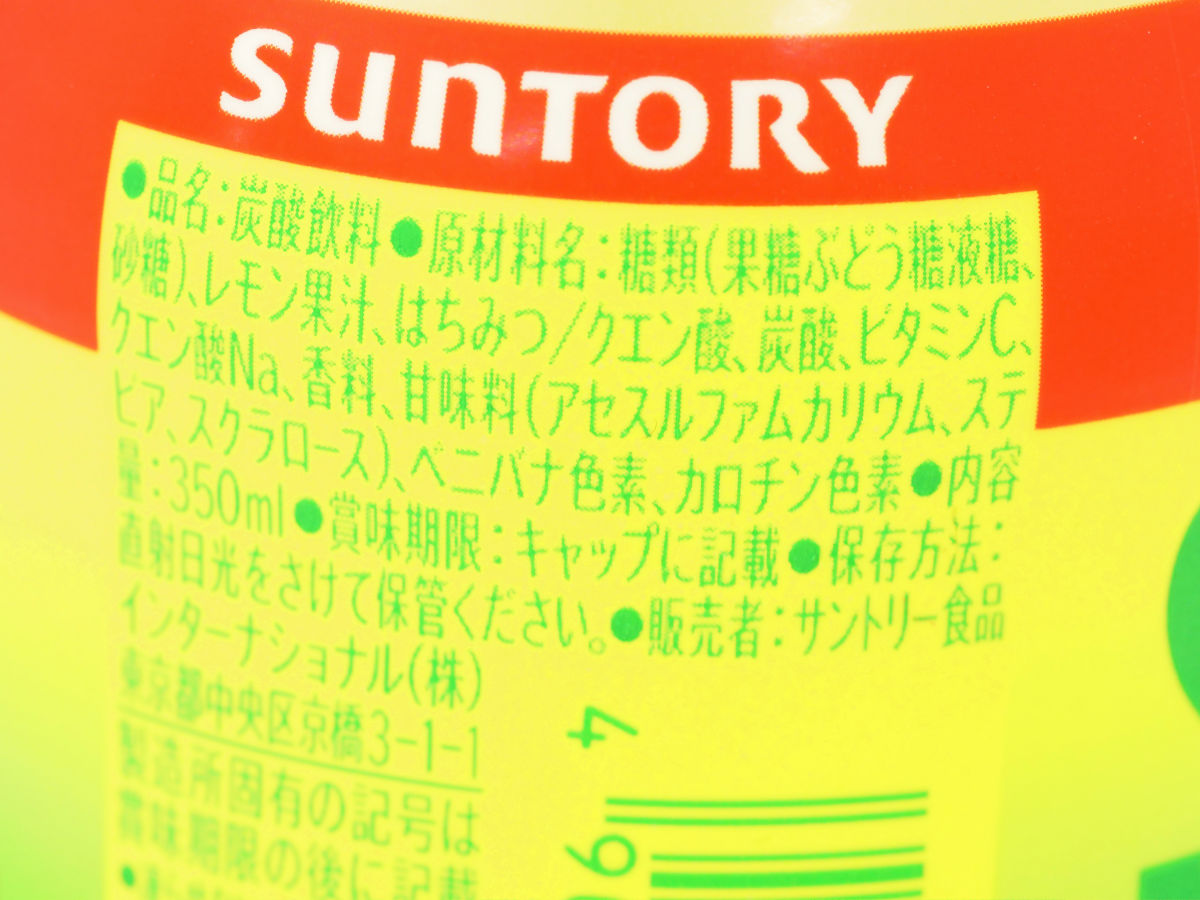 SUNTORY
●品名:炭酸飲料●原材料名:糖類(果糖ぶどう糖液糖、
砂糖)、レモン果汁、はちみつ/クエン酸、炭酸、ビタミンC、
クエン酸Na、香料、甘味料(アセスルファムカリウム、ステ
ビア、スクラロース)、ベニバナ色素、カロチン色素●内容
量:350ml●賞味期限:キャップに記載●保存方法:
直射日光をさけて保管ください。●販売者:サントリー食品
インターナショナル(株)
東京都中央区京橋3-1-1
製造所固有の記号は
賞味期限の後に記載
4
9